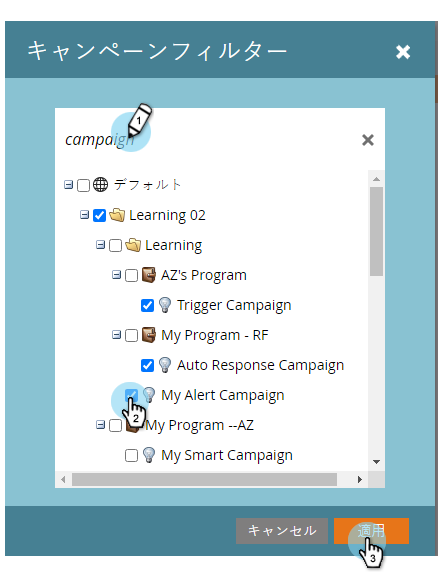 キャンペーンフィルター
campaign
1
デフォルト
Learning 02
Learning
AZ's Program
Trigger Campaign
My Program - RF
Auto Response Campaign
My Alert Campaign
2
My Program --AZ
My Smart Campaign
キャンセル 適用
3